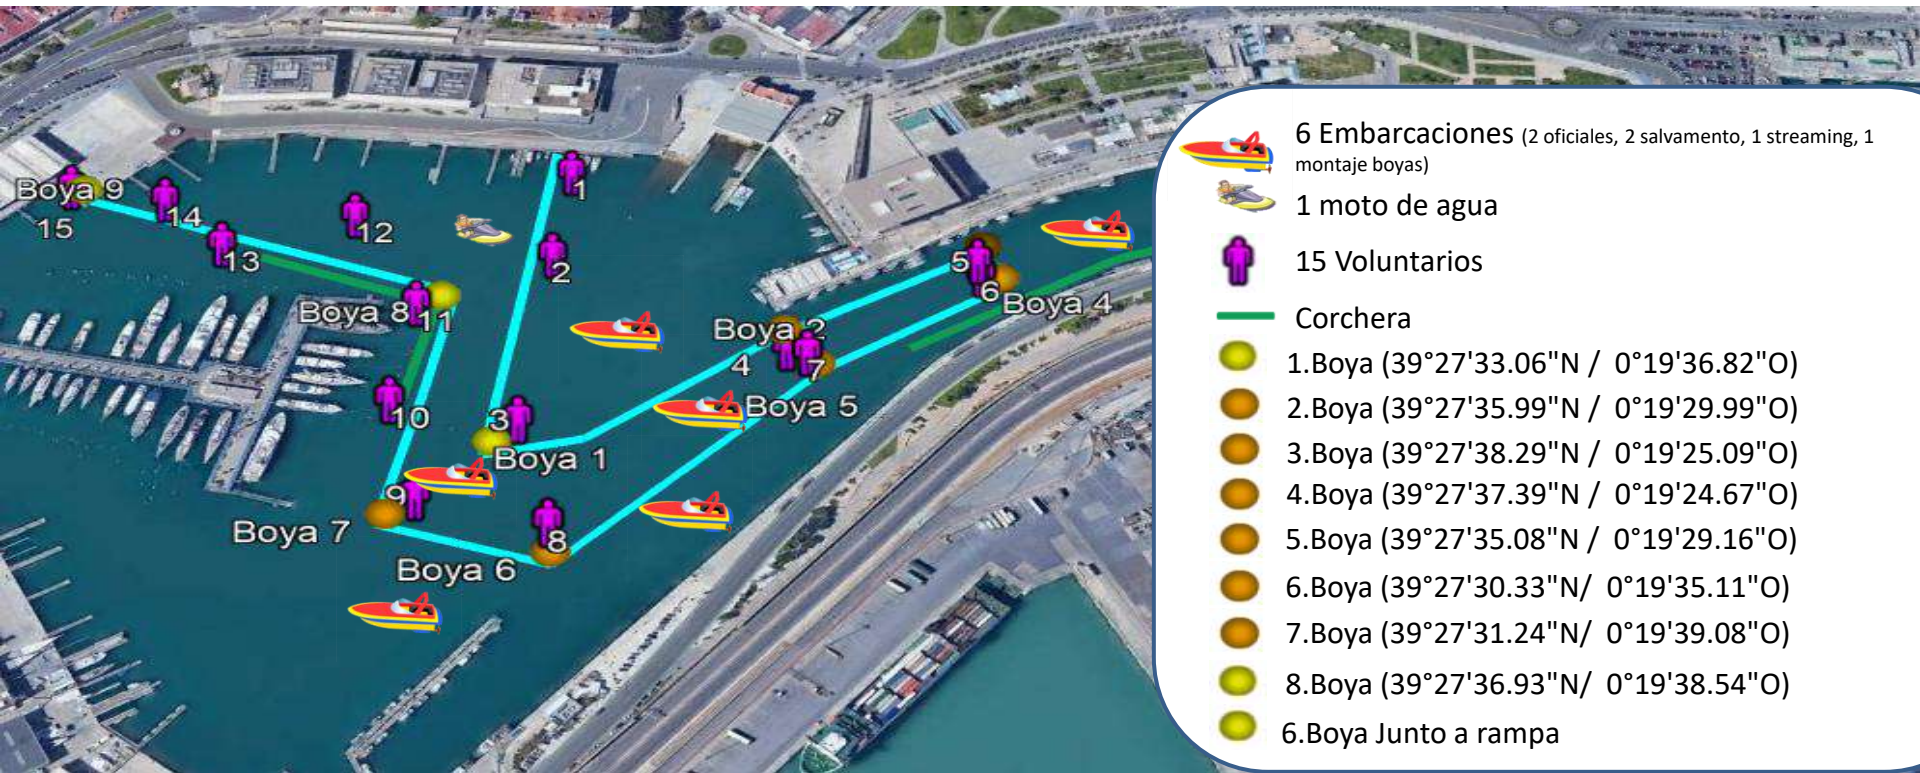 1
Boya 9
14
15
12
13
2
5
6
Boya 4
Boya 8
11
Boya 2
4
7
10
Boya 5
3
Boya 1
9
Boya 7
8
Boya 6
6 Embarcaciones (2 oficiales, 2 salvamento, 1 streaming, 1
montaje boyas)
1 moto de agua
15 Voluntarios
Corchera
1.Boya (39°27'33.06"N / 0°19'36.82"O)
2.Boya (39°27'35.99"N / 0°19'29.99"O)
3.Boya (39°27'38.29"N / 0°19'25.09"O)
4.Boya (39°27'37.39"N / 0°19'24.67"O)
5.Boya (39°27'35.08"N / 0°19'29.16"O)
6.Boya (39°27'30.33"N/ 0°19'35.11"O)
7.Boya (39°27'31.24"N/ 0°19'39.08"O)
8.Boya (39°27'36.93"N/ 0°19'38.54"O)
6.Boya Junto a rampa